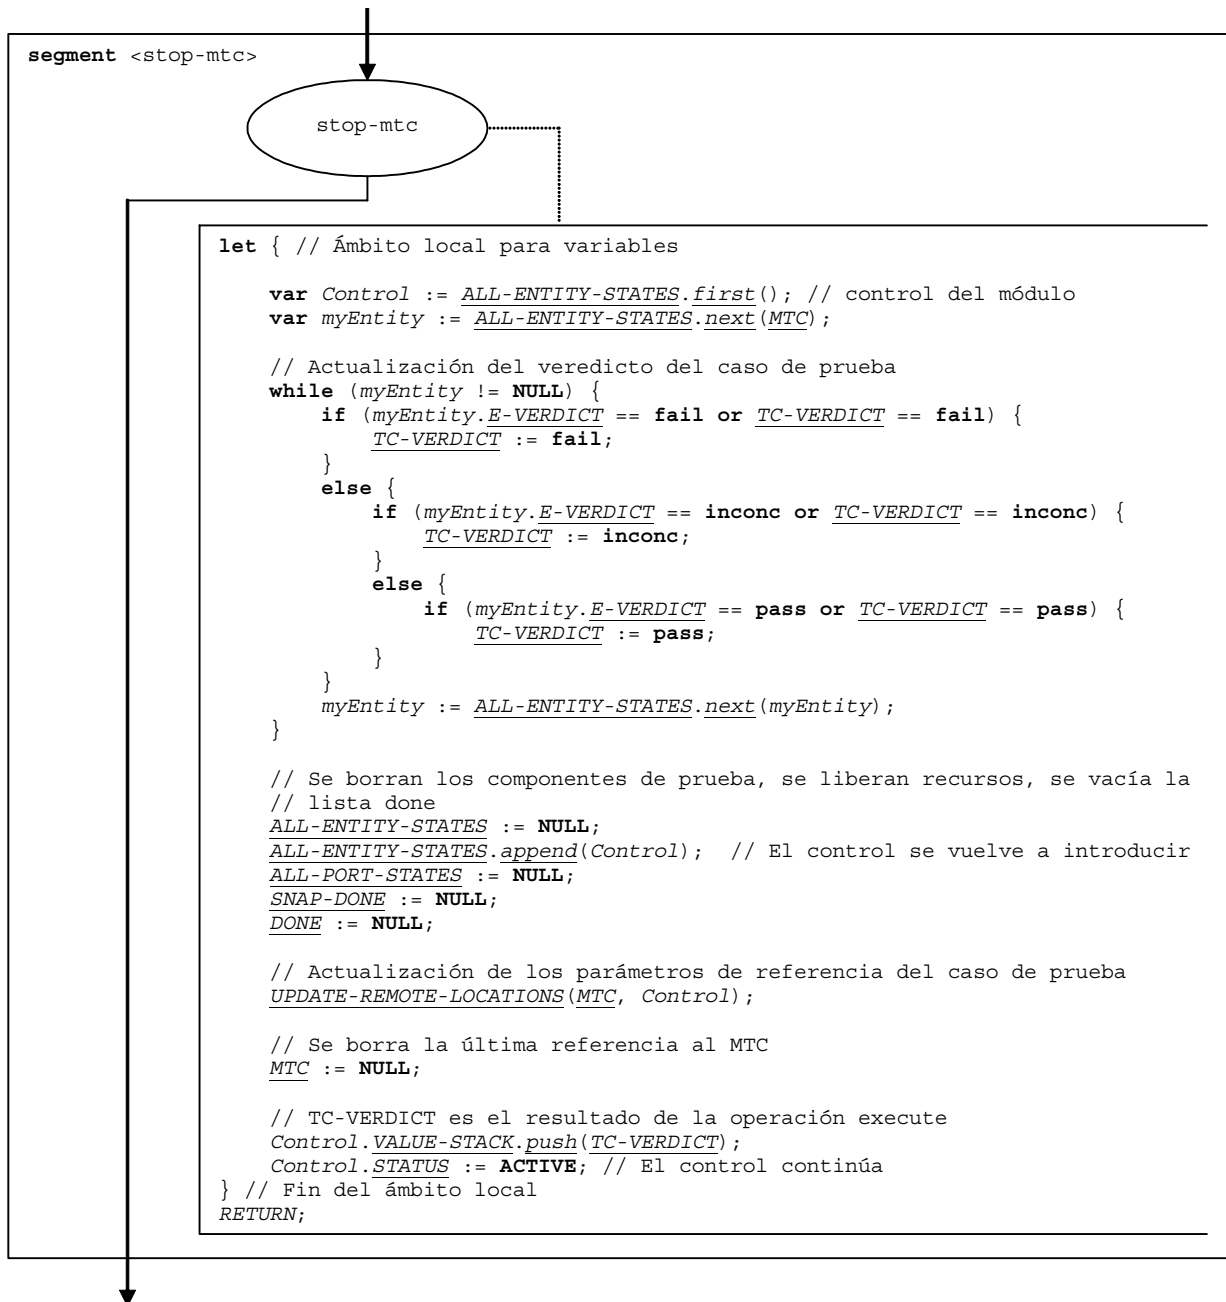 segment <stop-mtc>
stop-mtc
let { // Ámbito local para variables
var Control := ALL-ENTITY-STATES.first(); // control del módulo
var myEntity := ALL-ENTITY-STATES.next(MTC);
// Actualización del veredicto del caso de prueba
while (myEntity != NULL) {
if (myEntity.E-VERDICT == fail or TC-VERDICT == fail) {
TC-VERDICT := fail;
}
else {
if (myEntity.E-VERDICT == inconc or TC-VERDICT == inconc) {
TC-VERDICT := inconc;
}
else {
if (myEntity.E-VERDICT == pass or TC-VERDICT == pass) {
TC-VERDICT := pass;
}
}
myEntity := ALL-ENTITY-STATES.next(myEntity);
}
// Se borran los componentes de prueba, se liberan recursos, se vacía la
// lista done
ALL-ENTITY-STATES := NULL;
ALL-ENTITY-STATES.append(Control); // El control se vuelve a introducir
ALL-PORT-STATES := NULL;
SNAP-DONE := NULL;
DONE := NULL;
// Actualización de los parámetros de referencia del caso de prueba
UPDATE-REMOTE-LOCATIONS(MTC, Control);
// Se borra la última referencia al MTC
MTC := NULL;
// TC-VERDICT es el resultado de la operación execute
Control.VALUE-STACK.push(TC-VERDICT);
Control.STATUS := ACTIVE; // El control continúa
} // Fin del ámbito local
RETURN;